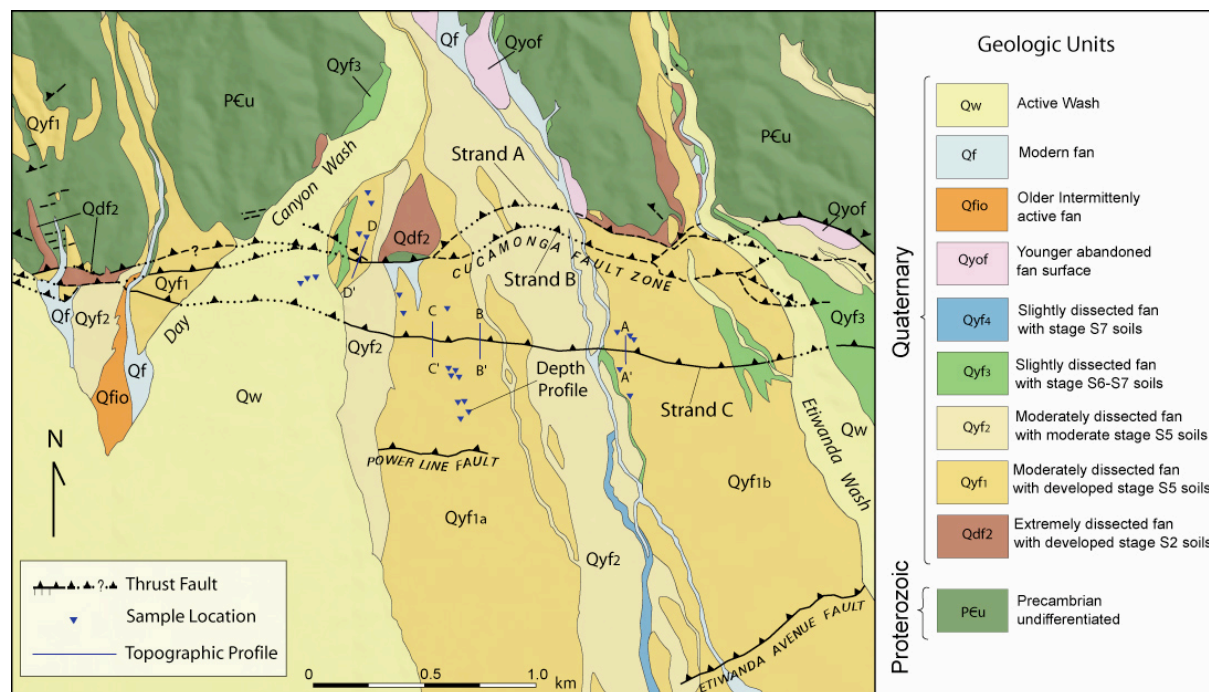 Qf
Qyof
Qyf3
PЄu
Qyf1
PЄu
Strand A
Canyon Wash
Qyof
Qdf2
D
Qdf2
CUCAMONGA FAULT ZONE
Strand B
D'
Qyf1
Qf
Qyf2
Day
Qyf3
C
B
A
Qyf2
C'
B'
A'
Qf
Depth
Profile
Strand C
Qfio
Qw
Qw
Etiwanda Wash
N
POWER LINE FAULT
Qyf1b
Qyf1a
Qyf2
ETIWANDA AVENUE FAULT
?
Thrust Fault
?
Sample Location
Topographic Profile
0
0.5
1.0
km
Geologic Units
Quaternary
Qw
Active Wash
Qf
Modern fan
Qfio
Older Intermittenly
active fan
Qyof
Younger abandoned
fan surface
Qyf4
Slightly dissected fan
with stage S7 soils
Qyf3
Slightly dissected fan
with stage S6-S7 soils
Qyf2
Moderately dissected fan
with moderate stage S5 soils
Qyf1
Moderately dissected fan
with developed stage S5 soils
Qdf2
Extremely dissected fan
with developed stage S2 soils
Proterozoic
PЄu
Precambrian
undifferentiated